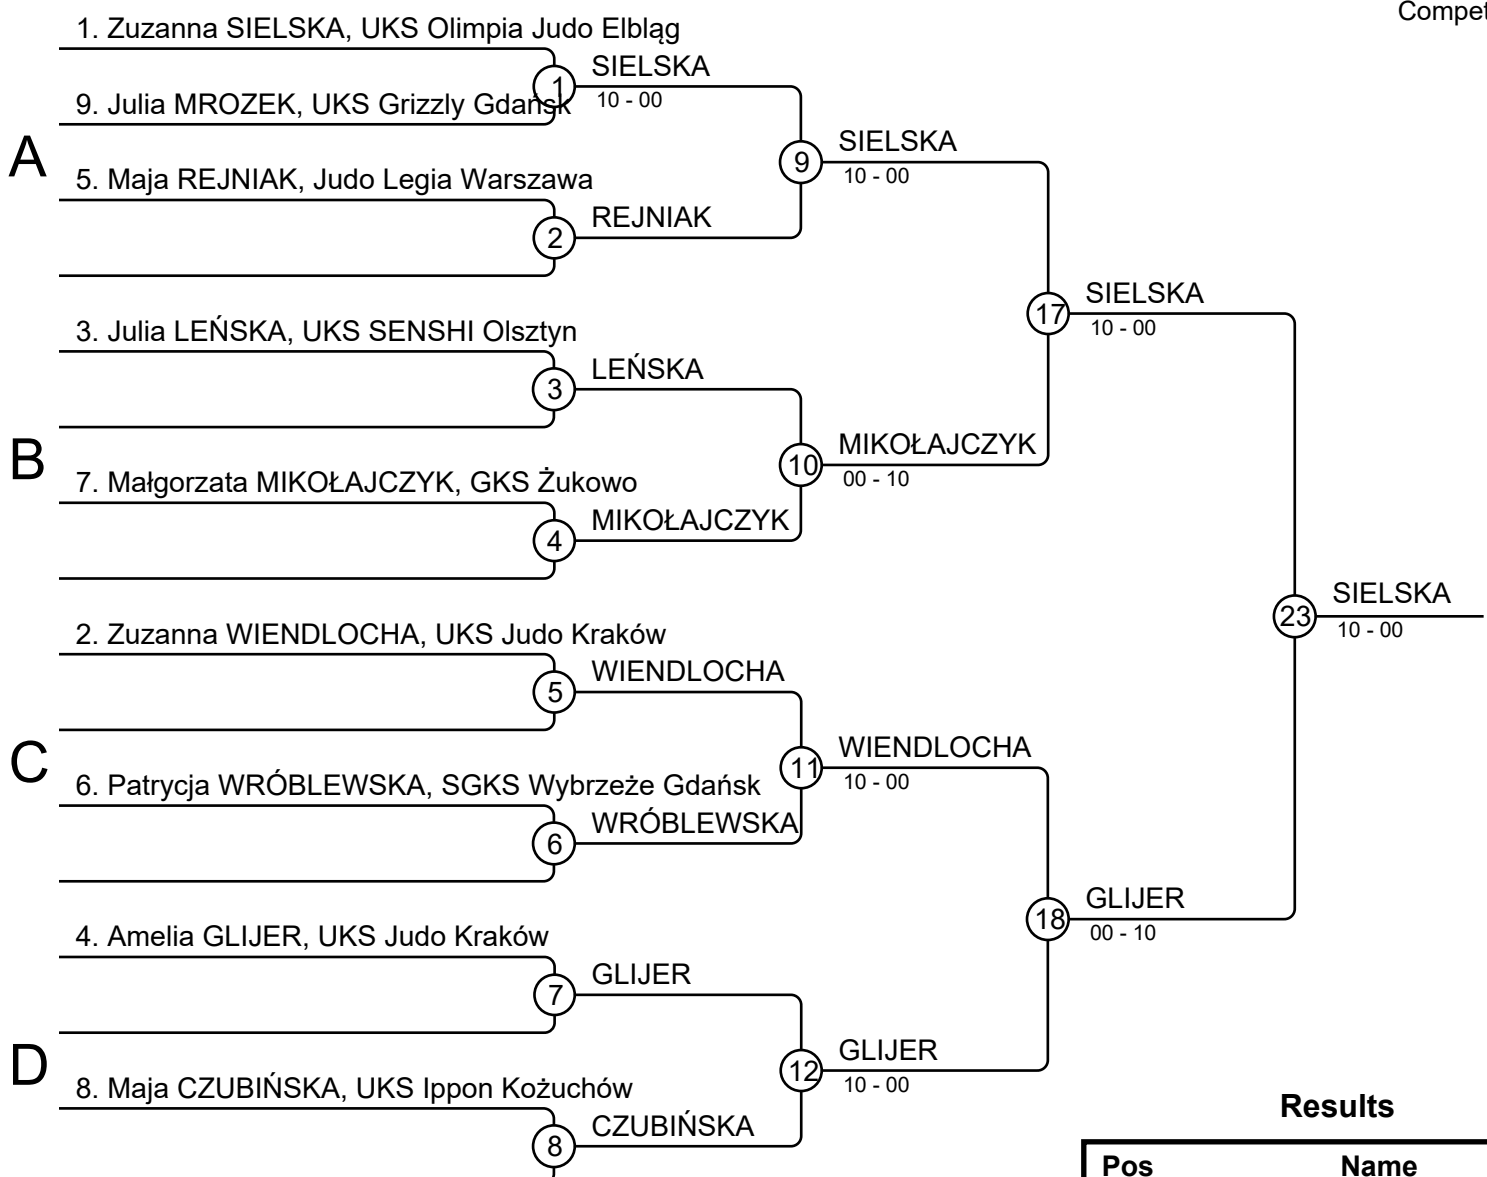 Compet
1. Zuzanna SIELSKA, UKS Olimpia Judo Elbląg
1
SIELSKA
10 - 00
9. Julia MROZEK, UKS Grizzly Gdańsk
A
9
SIELSKA
10 - 00
5. Maja REJNIAK, Judo Legia Warszawa
2
REJNIAK
17
SIELSKA
10 - 00
3. Julia LEŃSKA, UKS SENSHI Olsztyn
3
LEŃSKA
B
10
MIKOŁAJCZYK
00 - 10
7. Małgorzata MIKOŁAJCZYK, GKS Żukowo
4
MIKOŁAJCZYK
23
SIELSKA
10 - 00
2. Zuzanna WIENDLOCHA, UKS Judo Kraków
5
WIENDLOCHA
C
11
WIENDLOCHA
10 - 00
6. Patrycja WRÓBLEWSKA, SGKS Wybrzeże Gdańsk
6
WRÓBLEWSKA
18
GLIJER
00 - 10
4. Amelia GLIJER, UKS Judo Kraków
7
GLIJER
D
12
GLIJER
10 - 00
8. Maja CZUBIŃSKA, UKS Ippon Kożuchów
8
CZUBIŃSKA
Results
Pos Name